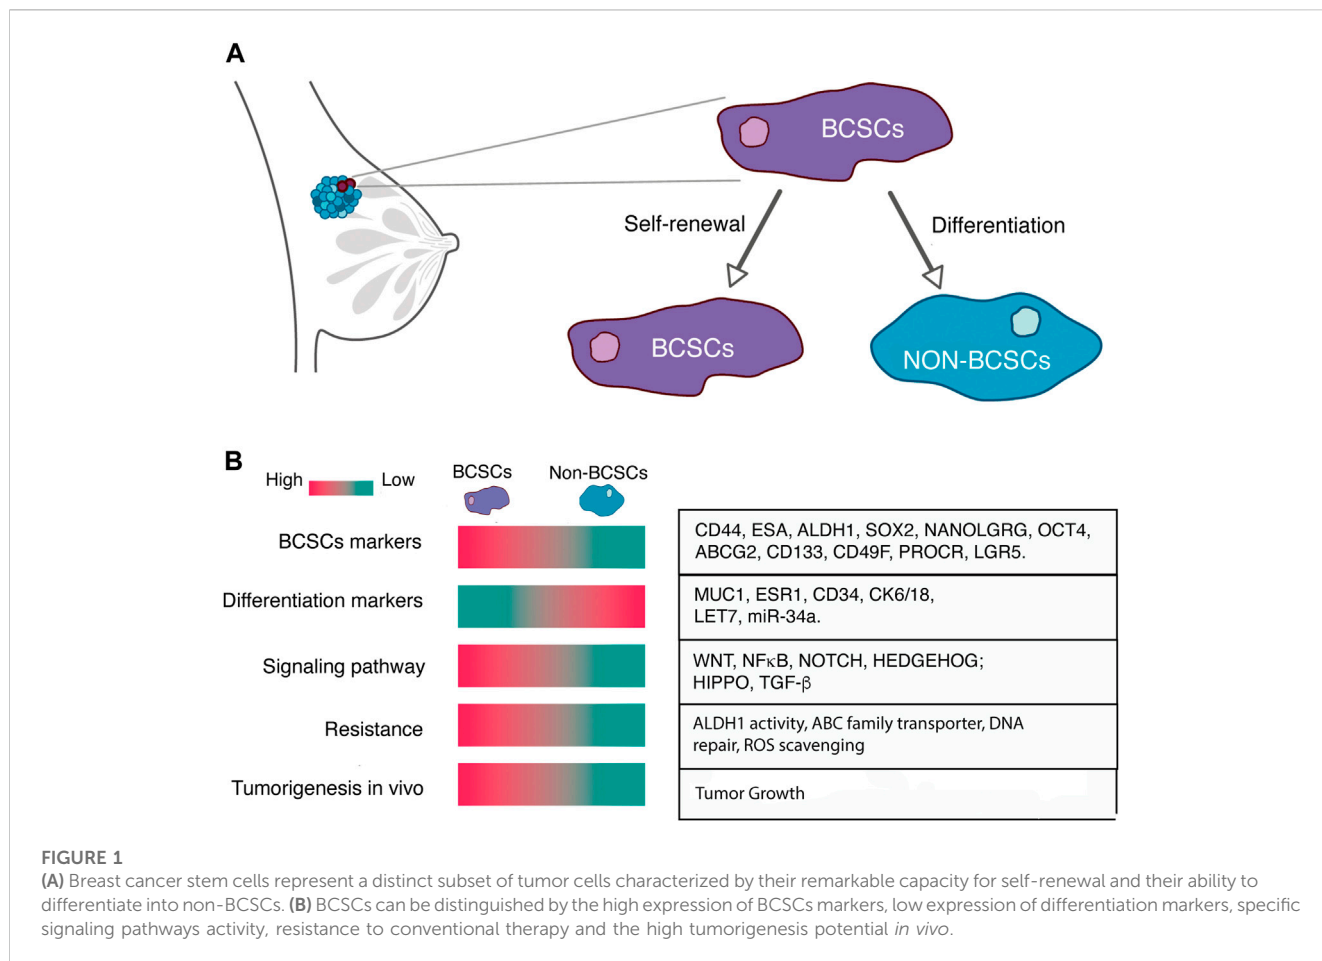 A
BCSCs
Self-renewal
Differentiation
BCSCs
NON-BCSCs
B
High
Low
BCSCs
Non-BCSCs
BCSCs markers
CD44, ESA, ALDH1, SOX2, NANOLGRG, OCT4,
ABCG2, CD133, CD49F, PROCR, LGR5.
Differentiation markers
MUC1, ESR1, CD34, CK6/18,
LET7, miR-34a.
Signaling pathway
WNT, NFκB, NOTCH, HEDGEHOG;
HIPPO, TGF-β
Resistance
ALDH1 activity, ABC family transporter, DNA
repair, ROS scavenging
Tumorigenesis in vivo
Tumor Growth
FIGURE 1
(A) Breast cancer stem cells represent a distinct subset of tumor cells characterized by their remarkable capacity for self-renewal and their ability to
differentiate into non-BCSCs. (B) BCSCs can be distinguished by the high expression of BCSCs markers, low expression of differentiation markers, specific
signaling pathways activity, resistance to conventional therapy and the high tumorigenesis potential in vivo.